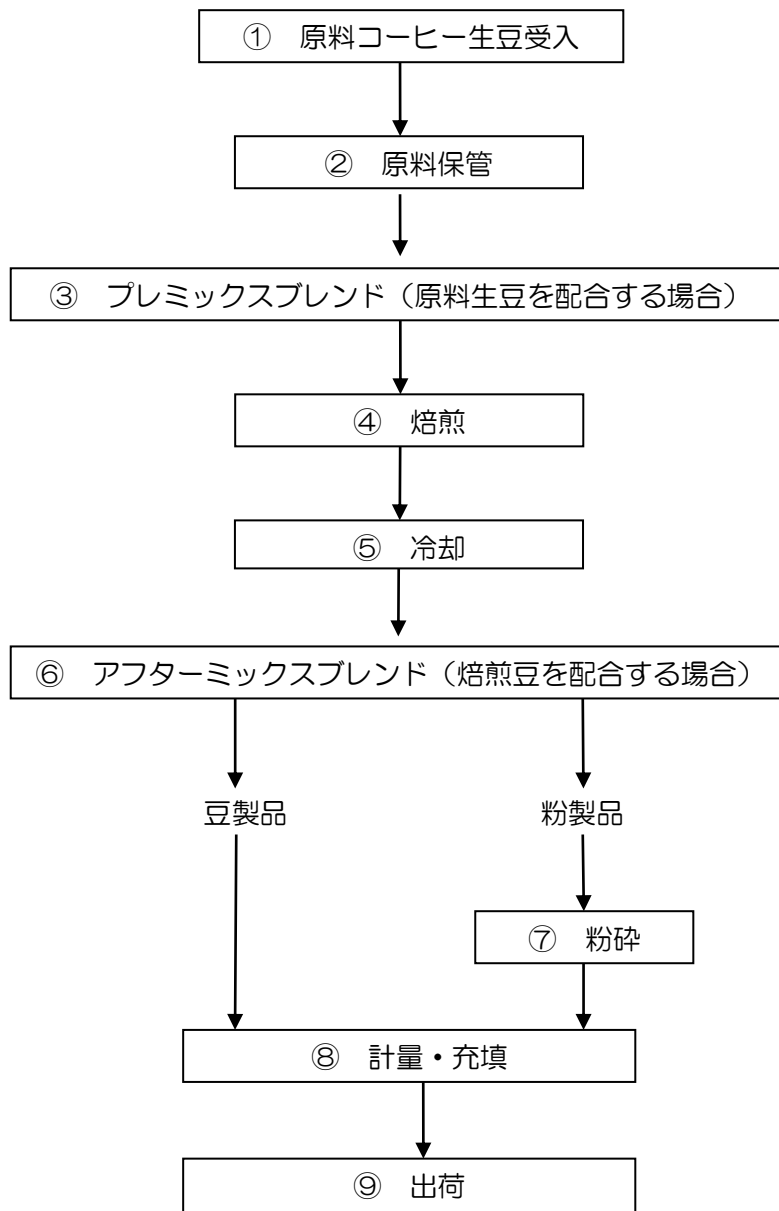 ① 原料コーヒー生豆受入
② 原料保管
③ プレミックスブレンド（原料生豆を配合する場合）
④ 焙煎
⑤ 冷却
⑥ アフターミックスブレンド（焙煎豆を配合する場合）
豆製品
粉製品
⑦ 粉砕
⑧ 計量・充填
⑨ 出荷